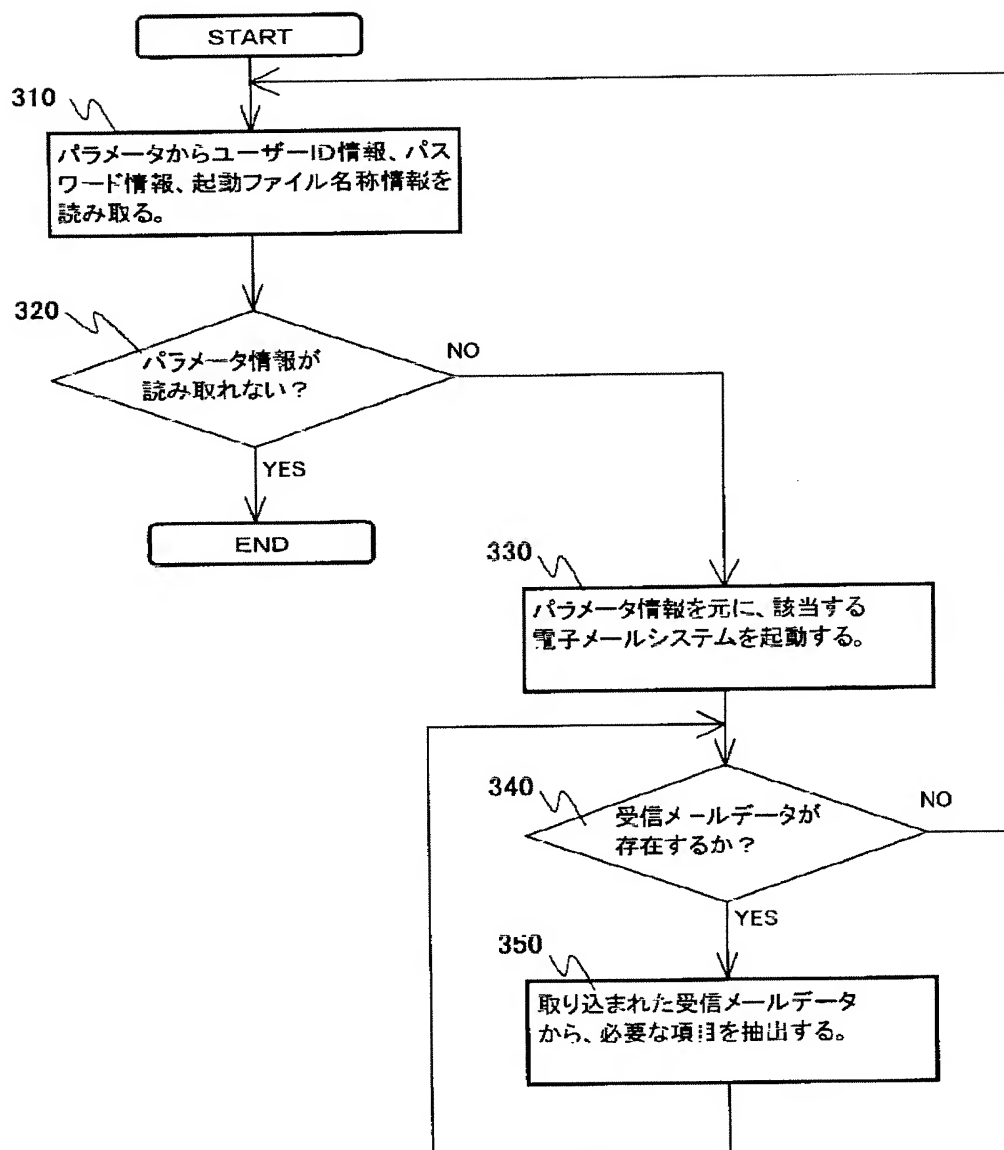 START
310
パラメータからユーザーID情報、パス
ワード情報、起動ファイル名称情報を
読み取る。
320
パラメータ情報が
読み取れない？
NO
YES
END
330
パラメータ情報を元に、該当する
電子メールシステムを起動する。
340
受信メールデータが
存在するか？
NO
YES
350
取り込まれた受信メールデータ
から、必要な項目を抽出する。